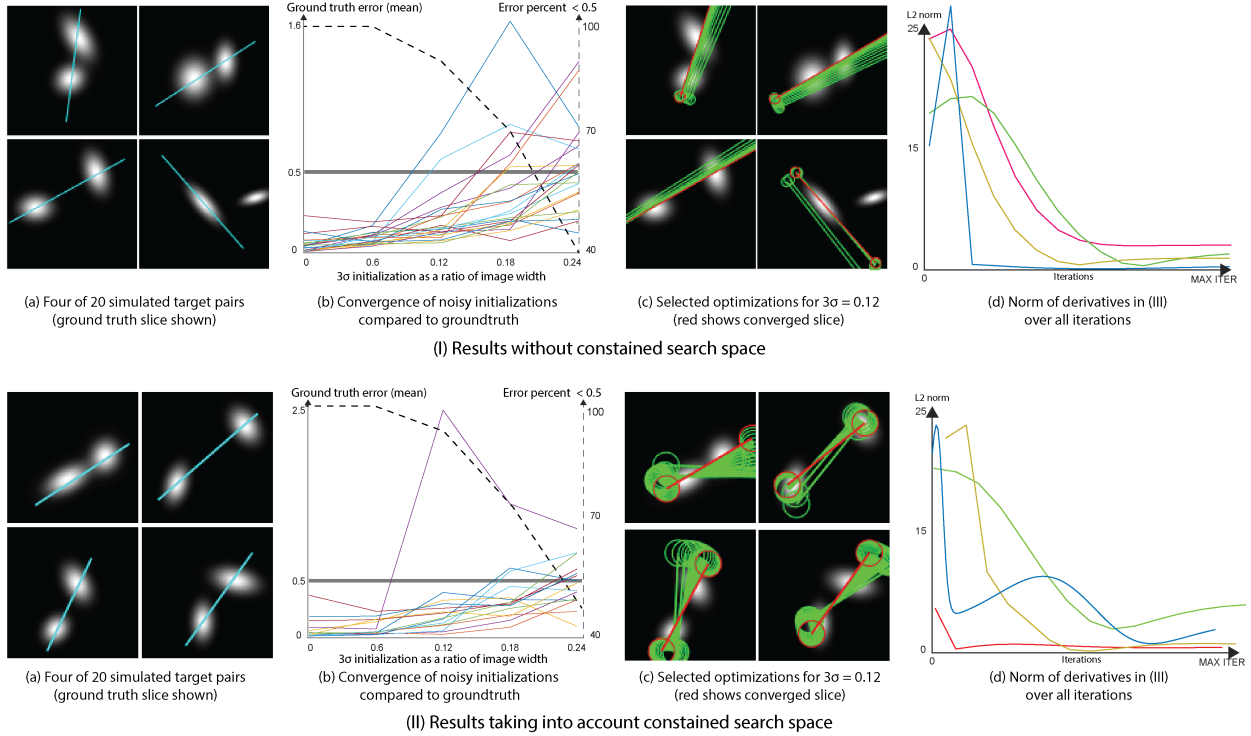 Ground truth error (mean)
Error percent < 0.5
1.6
0.5
0
100
70
40
0
0.6
0.12
0.18
0.24
3σ initialization as a ratio of image width
L2 norm
25
15
0
0
Iterations
MAX ITER
(a) Four of 20 simulated target pairs
(ground truth slice shown)
(b) Convergence of noisy initializations
compared to groundtruth
(c) Selected optimizations for 3σ = 0.12
(red shows converged slice)
(d) Norm of derivatives in (III)
over all iterations
(I) Results without constained search space
Ground truth error (mean)
Error percent < 0.5
2.5
0.5
0
100
70
40
0
0.6
0.12
0.18
0.24
3σ initialization as a ratio of image width
L2 norm
25
15
0
0
Iterations
MAX ITER
(a) Four of 20 simulated target pairs
(ground truth slice shown)
(b) Convergence of noisy initializations
compared to groundtruth
(c) Selected optimizations for 3σ = 0.12
(red shows converged slice)
(d) Norm of derivatives in (III)
over all iterations
(II) Results taking into account constained search space